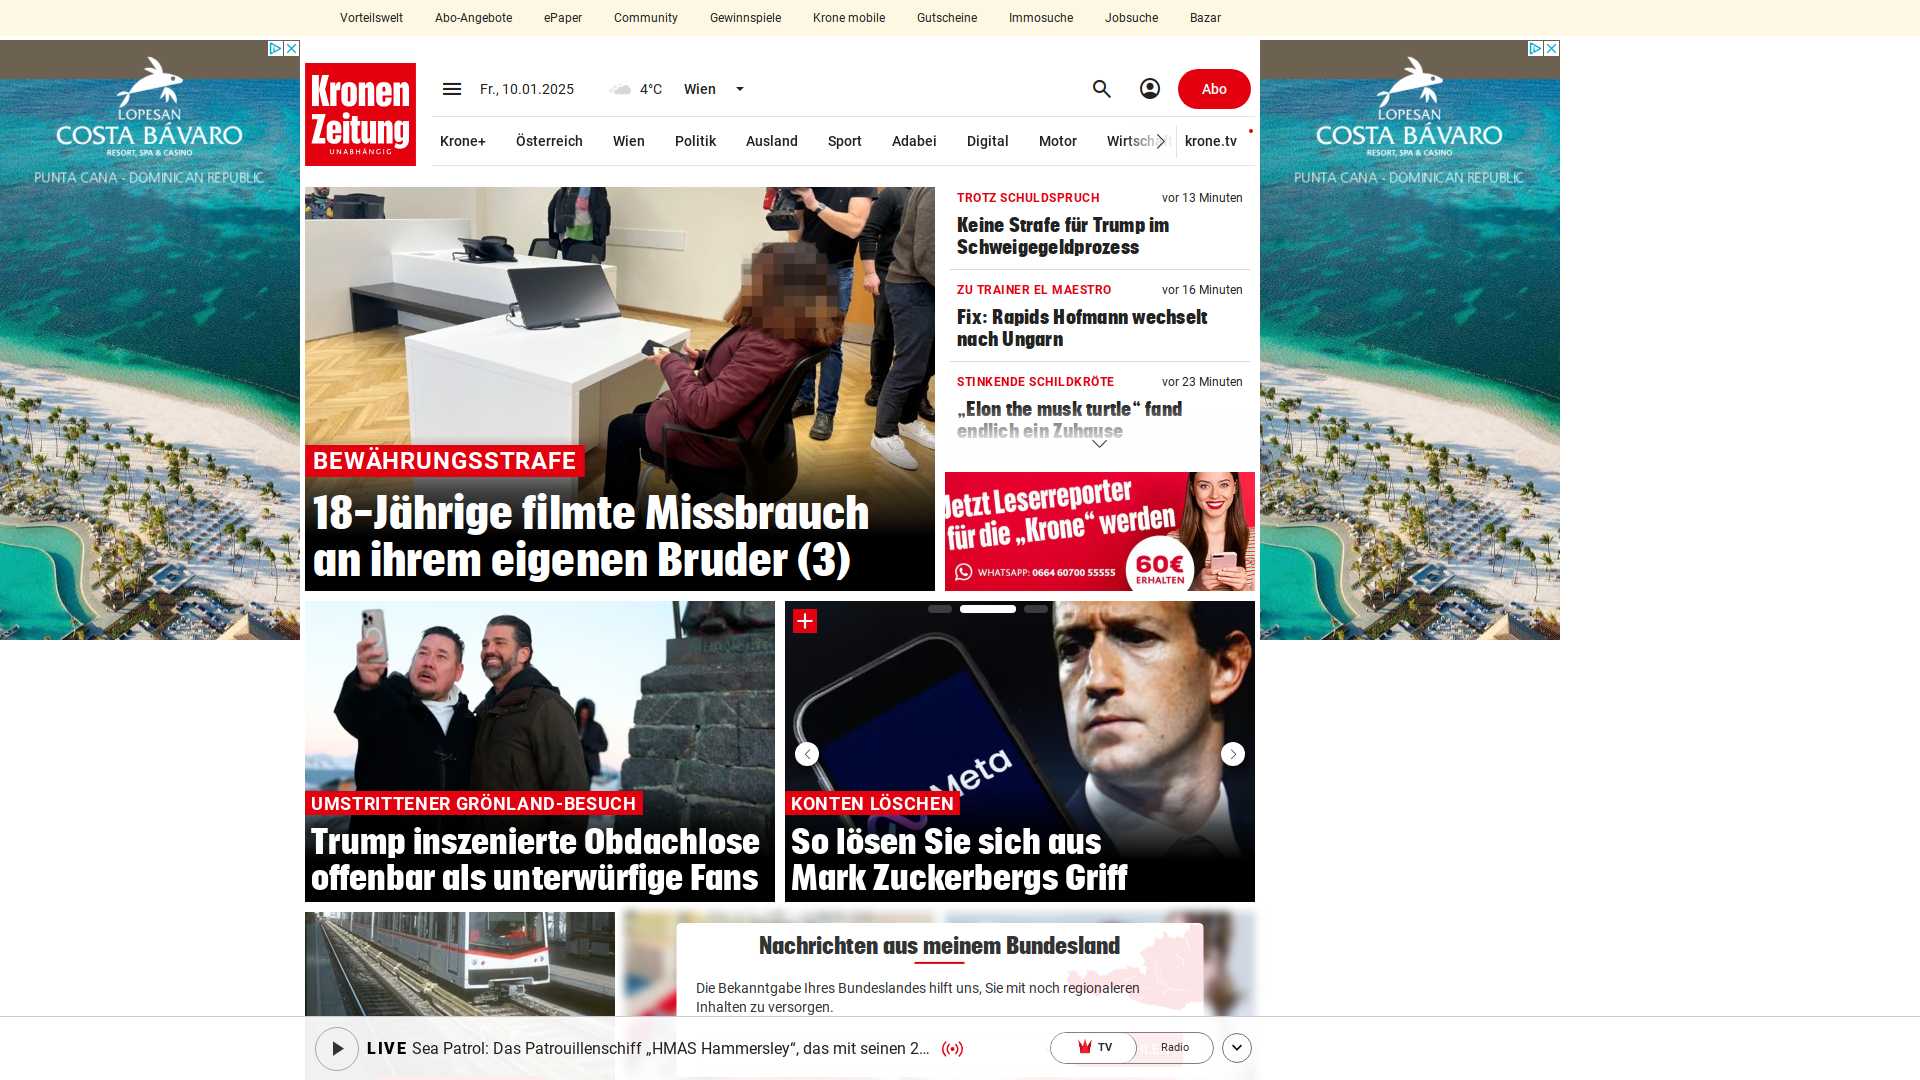 Vorteilswelt Abo-Angebote ePaper Community Gewinnspiele Krone mobile Gutscheine Immosuche Jobsuche Bazar
LOPESAN
COSTA BÁVARO
RESORT, SPA & CASINO
PUNTA CANA - DOMINICAN REPUBLIC
Kronen
Zeitung
UNABHÄNGIG
Fr., 10.01.2025 4°C Wien Abo
Krone+ Österreich Wien Politik Ausland Sport Adabei Digital Motor Wirtschaft krone.tv
LOPESAN
COSTA BÁVARO
RESORT, SPA & CASINO
PUNTA CANA - DOMINICAN REPUBLIC
BEWÄHRUNGSSTRAFE
18-Jährige filmte Missbrauch
an ihrem eigenen Bruder (3)
TROTZ SCHULDSPRUCH vor 13 Minuten
Keine Strafe für Trump im
Schweigegeldprozess
ZU TRAINER EL MAESTRO vor 16 Minuten
Fix: Rapids Hofmann wechselt
nach Ungarn
STINKENDE SCHILDKRÖTE vor 23 Minuten
„Elon the musk turtle“ fand
endlich ein Zuhause
Jetzt Leserreporter
für die „Krone“ werden
WHATSAPP: 0664 60700 55555
60€
ERHALTEN
UMSTRITTENER GRÖNLAND-BESUCH
Trump inszenierte Obdachlose
offenbar als unterwürfige Fans
Meta
KONTEN LÖSCHEN
So lösen Sie sich aus
Mark Zuckerbergs Griff
Nachrichten aus meinem Bundesland
Die Bekanntgabe Ihres Bundeslandes hilft uns, Sie mit noch regionaleren
Inhalten zu versorgen.
LIVE Sea Patrol: Das Patrouillenschiff „HMAS Hammersley“, das mit seinen 2... TV Radio